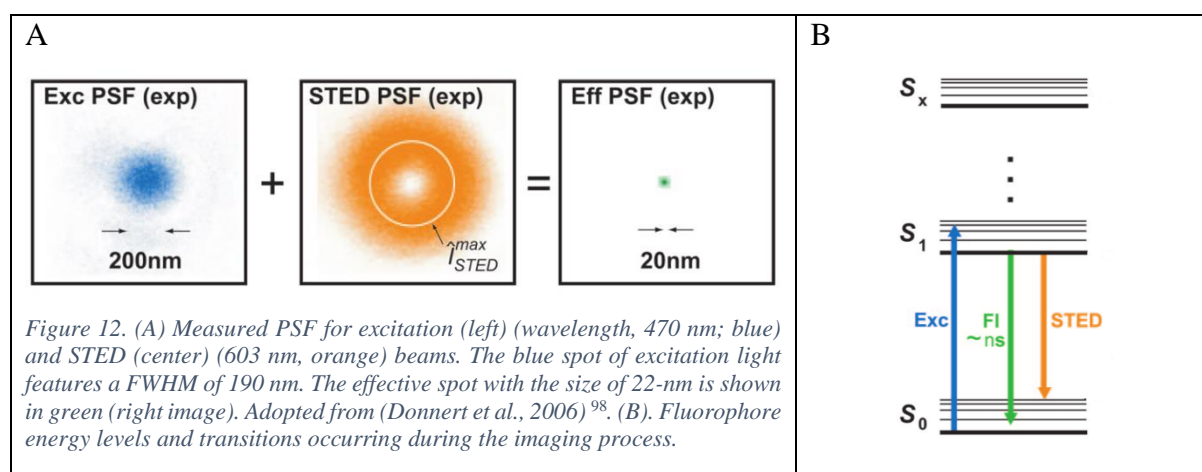 A
Exc PSF (exp)
200nm
+
STED PSF (exp)
Î^max_STED
=
Eff PSF (exp)
20nm
Figure 12. (A) Measured PSF for excitation (left) (wavelength, 470 nm; blue)
and STED (center) (603 nm, orange) beams. The blue spot of excitation light
features a FWHM of 190 nm. The effective spot with the size of 22-nm is shown
in green (right image). Adopted from (Donnert et al., 2006) 98. (B). Fluorophore
energy levels and transitions occurring during the imaging process.
B
Sx
S1
Exc
Fl
~ns
STED
S0